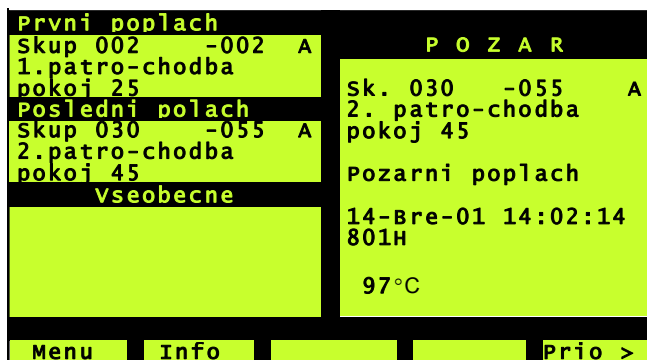 Prvni poplach
Skup 002 -002 A
1.patro-chodba
pokoj 25
Posledni polach
Skup 030 -055 A
2.patro-chodba
pokoj 45
Vseobecne
P O Z A R
Sk. 030 -055 A
2. patro-chodba
pokoj 45
Pozarni poplach
14-Bre-01 14:02:14
801H
97°C
Menu Info Prio >